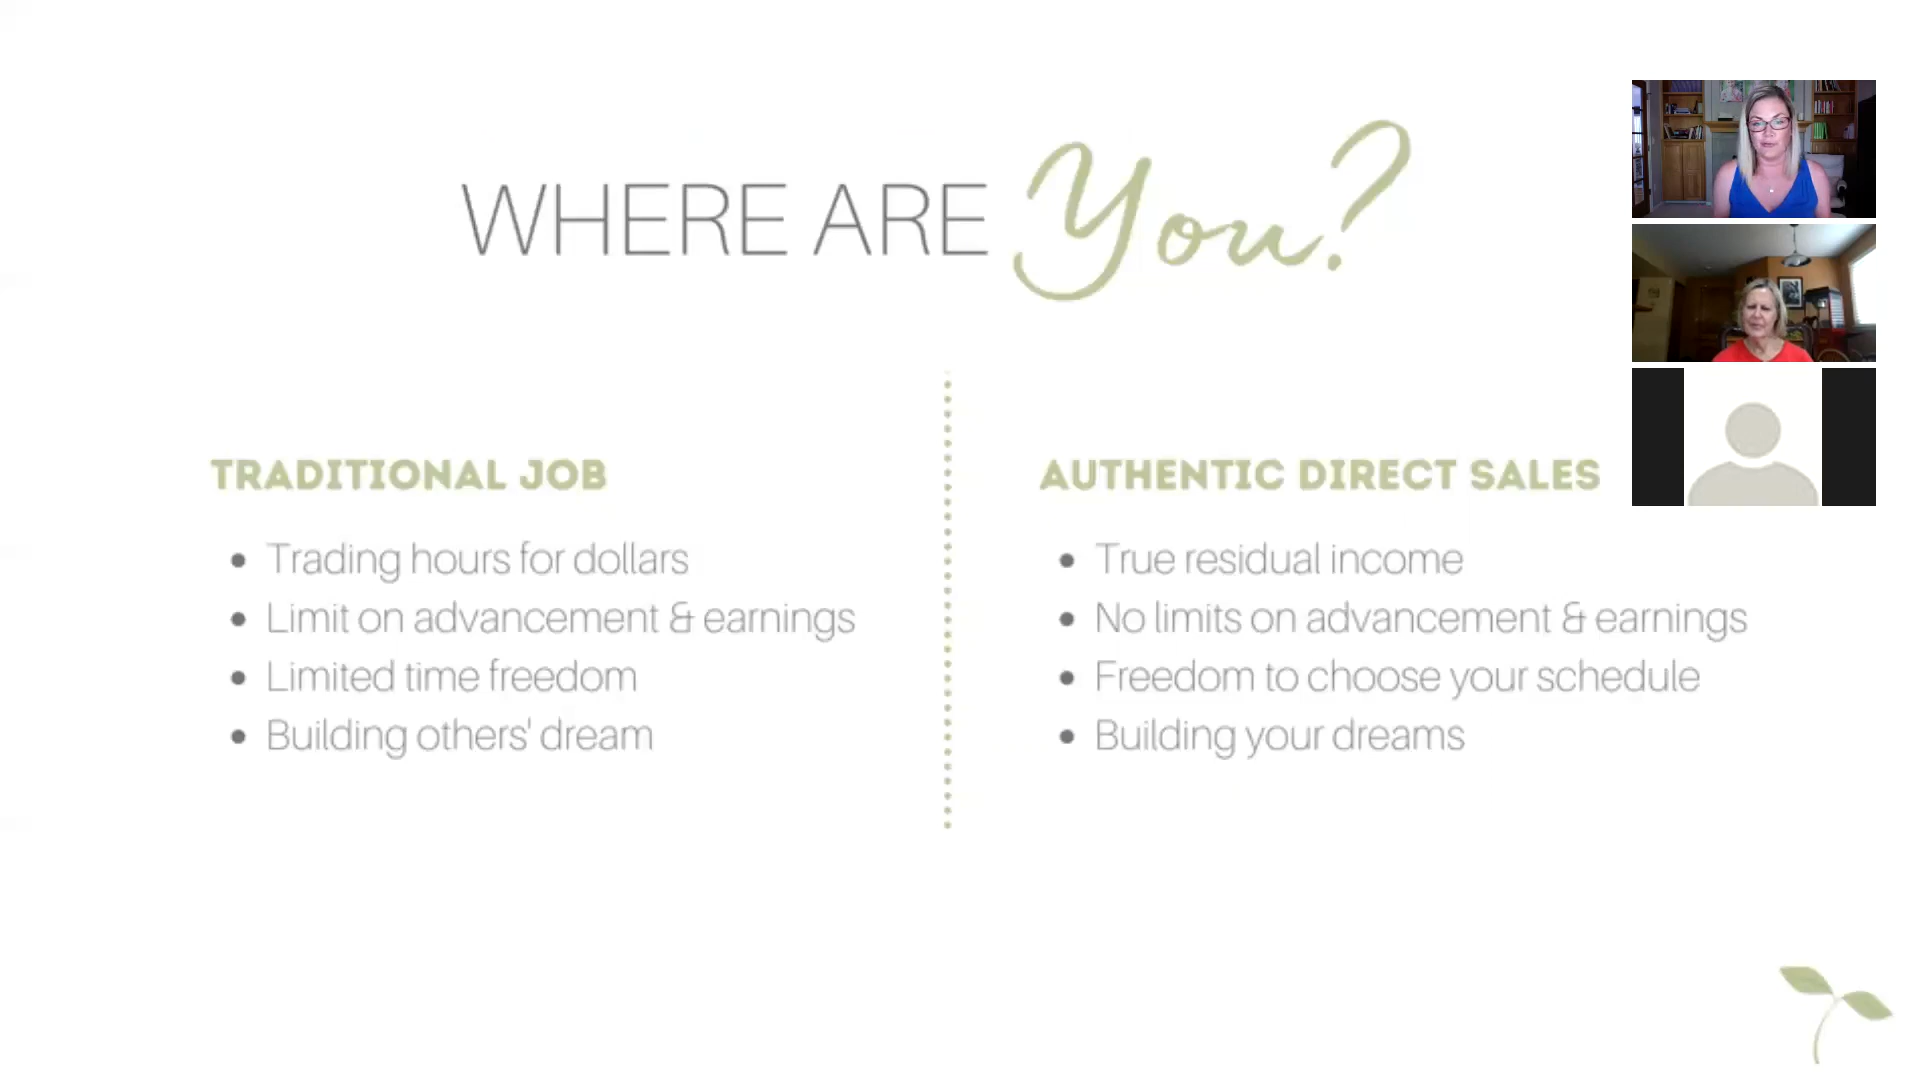 WHERE ARE You?
TRADITIONAL JOB
Trading hours for dollars
Limit on advancement & earnings
Limited time freedom
Building others' dream
AUTHENTIC DIRECT SALES
True residual income
No limits on advancement & earnings
Freedom to choose your schedule
Building your dreams